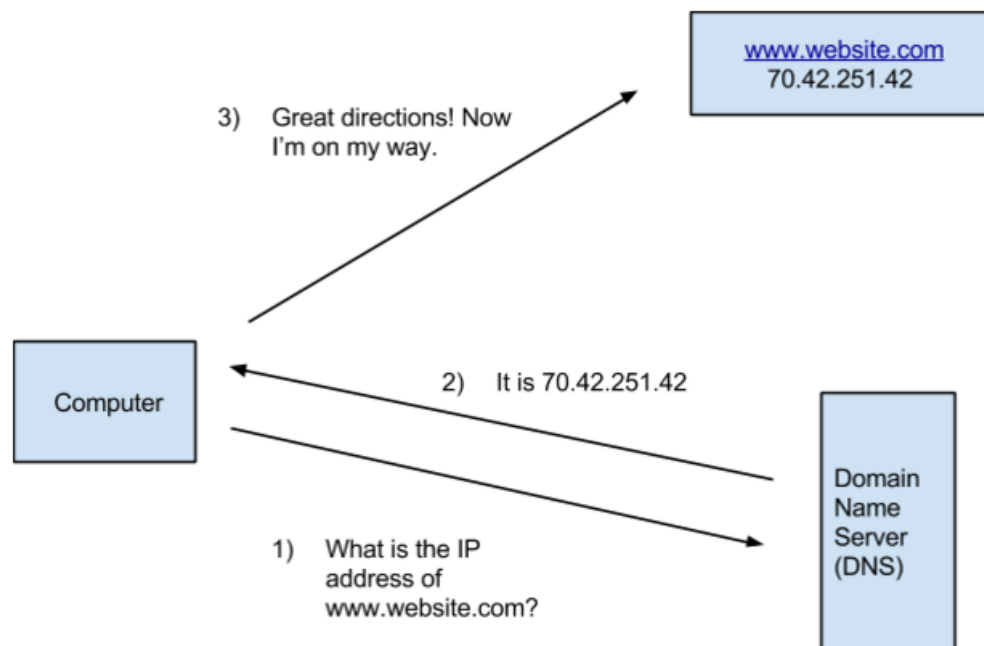 www.website.com
70.42.251.42
3) Great directions! Now
I'm on my way.
Computer
2) It is 70.42.251.42
Domain
Name
Server
(DNS)
1) What is the IP
address of
www.website.com?